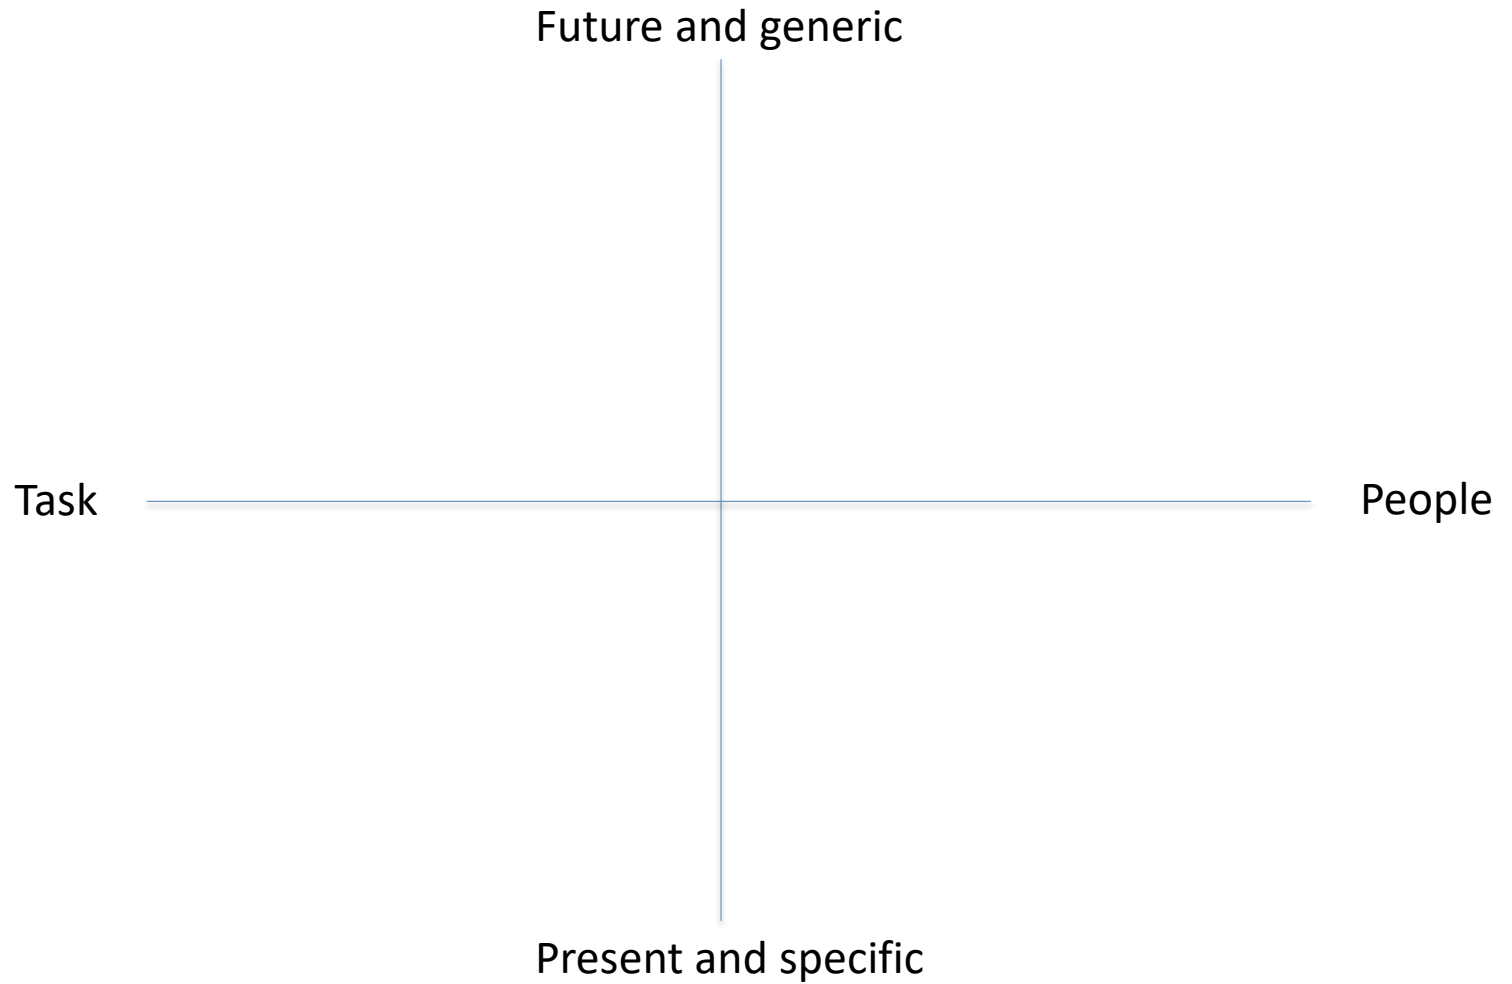 Future and generic
Task
People
Present and specific